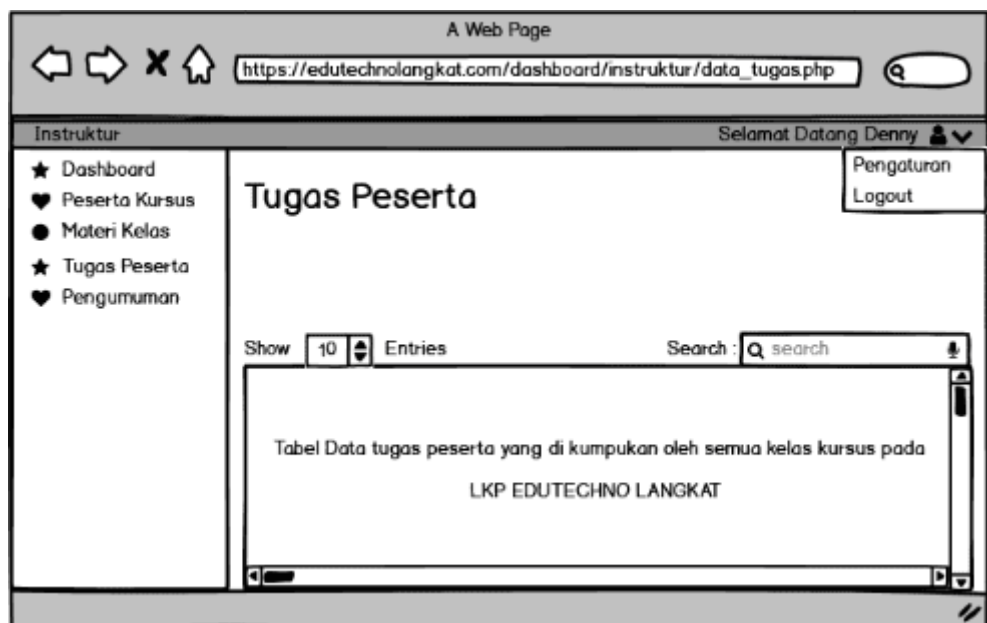 A Web Page
https://edutechnolangkat.com/dashboard/instruktur/data_tugas.php
Instruktur
Selamat Datang Denny
Pengaturan
Logout
Dashboard
Peserta Kursus
Materi Kelas
Tugas Peserta
Pengumuman
Tugas Peserta
Show 10 Entries
Search : search
Tabel Data tugas peserta yang di kumpukan oleh semua kelas kursus pada
LKP EDUTECHNO LANGKAT